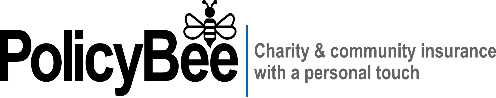 PolicyBee
Charity & community insurance
with a personal touch